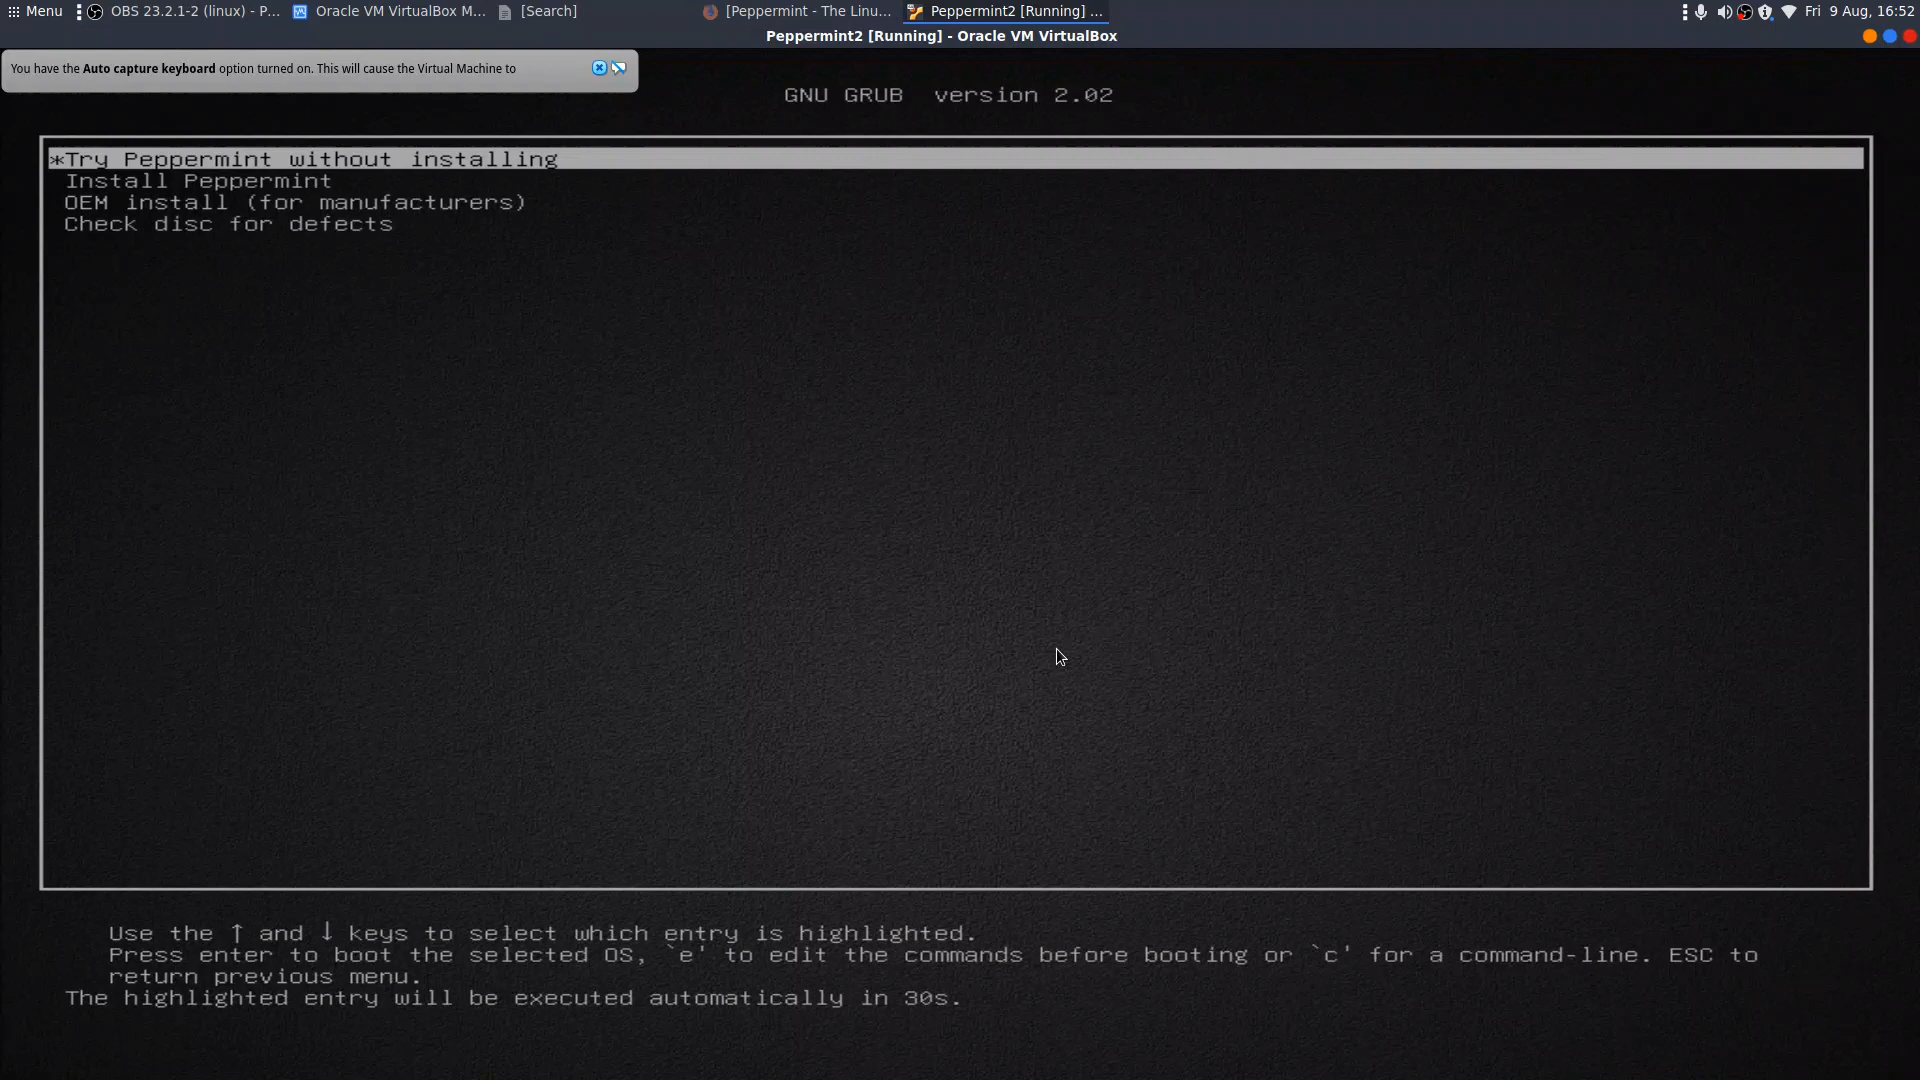 Menu OBS 23.2.1-2 (linux) - P... Oracle VM VirtualBox M... [Search] [Peppermint - The Linu... Peppermint2 [Running] ... Fri 9 Aug, 16:52
Peppermint2 [Running] - Oracle VM VirtualBox
You have the Auto capture keyboard option turned on. This will cause the Virtual Machine to
GNU GRUB version 2.02
*Try Peppermint without installing
Install Peppermint
OEM install (for manufacturers)
Check disc for defects
Use the ↑ and ↓ keys to select which entry is highlighted.
Press enter to boot the selected OS, `e' to edit the commands before booting or `c' for a command-line. ESC to
return previous menu.
The highlighted entry will be executed automatically in 30s.